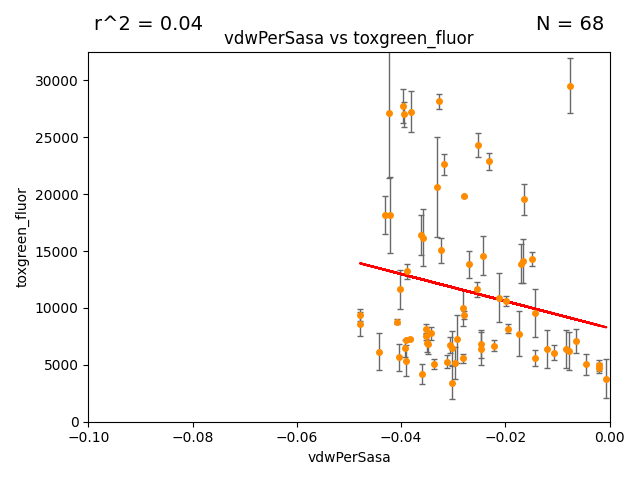 r^2 = 0.04
N = 68
vdwPerSasa vs toxgreen_fluor
30000
25000
20000
15000
10000
5000
0
toxgreen_fluor
−0.10
−0.08
−0.06
−0.04
−0.02
0.00
vdwPerSasa